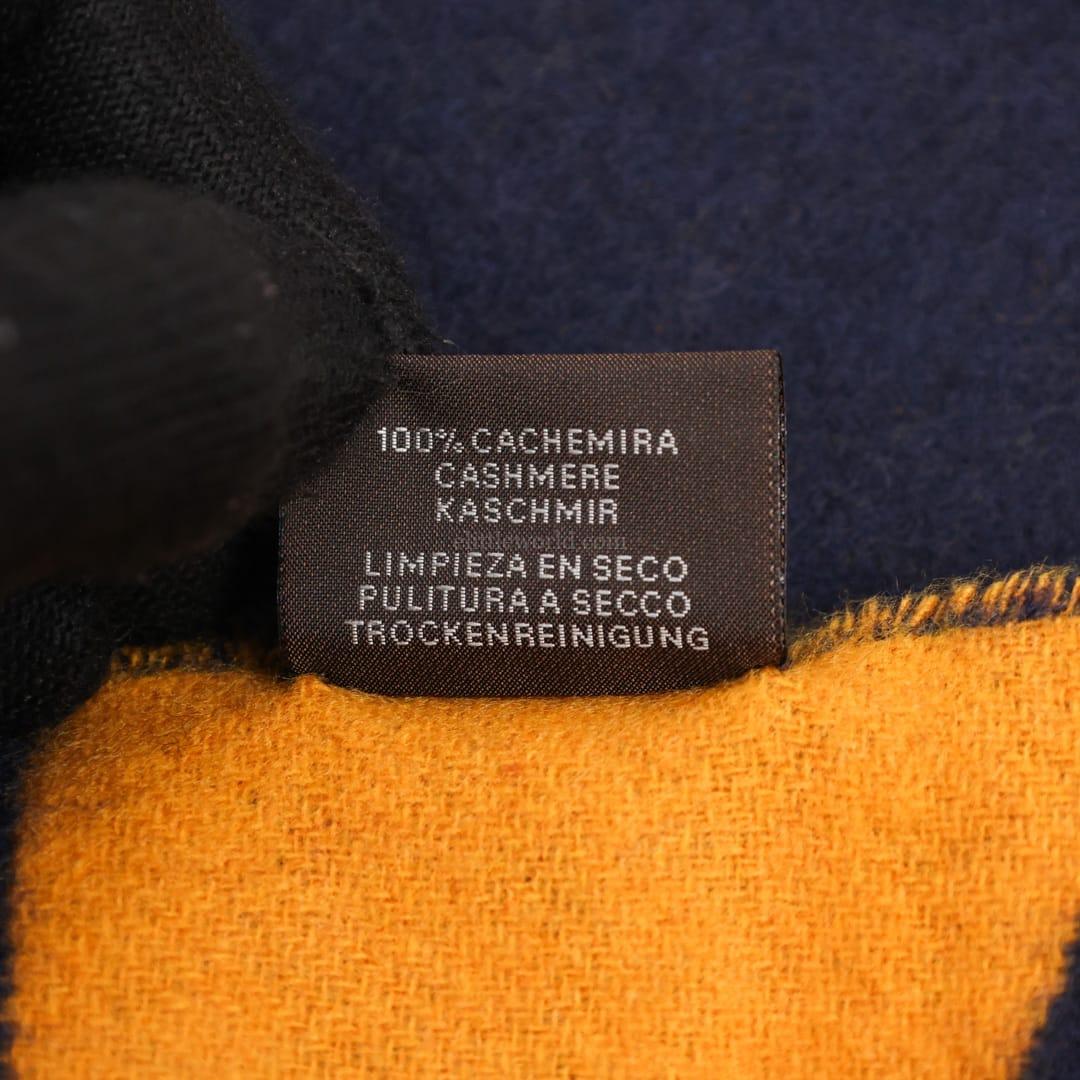 100% CACHEMIRA
CASHMERE
KASCHMIR
LIMPIEZA EN SECO
PULITURA A SECCO
TROCKENREINIGUNG